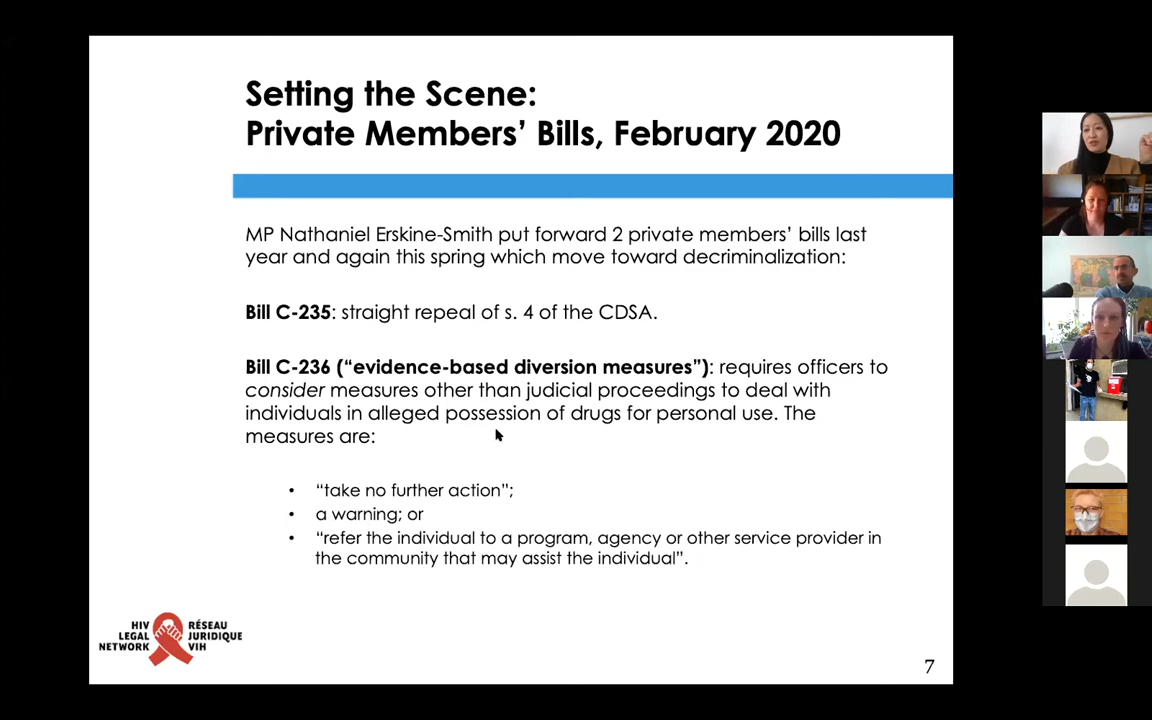 Setting the Scene:
Private Members’ Bills, February 2020
MP Nathaniel Erskine-Smith put forward 2 private members’ bills last
year and again this spring which move toward decriminalization:
Bill C-235: straight repeal of s. 4 of the CDSA.
Bill C-236 (“evidence-based diversion measures”): requires officers to
consider measures other than judicial proceedings to deal with
individuals in alleged possession of drugs for personal use. The
measures are:
• “take no further action”;
• a warning; or
• “refer the individual to a program, agency or other service provider in
the community that may assist the individual”.
HIV
LEGAL
NETWORK
RÉSEAU
JURIDIQUE
VIH
7